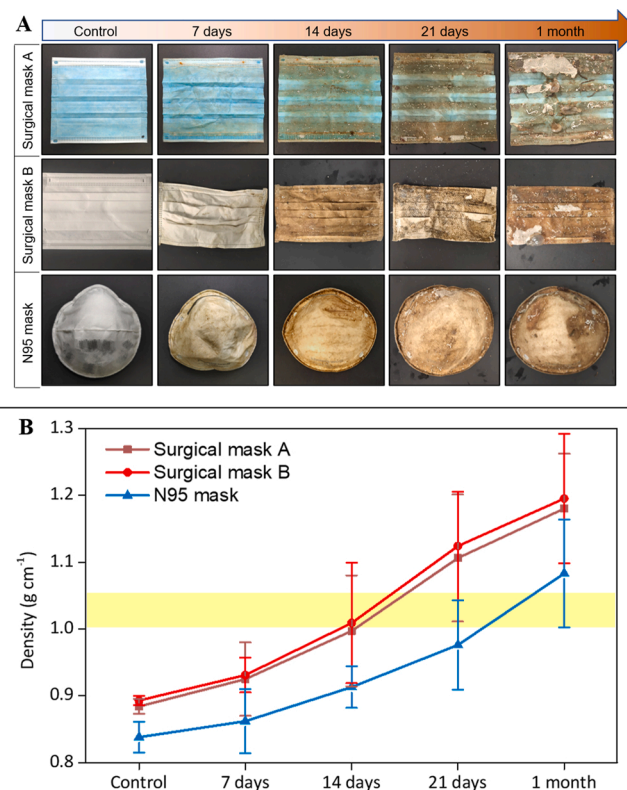 A
Control 7 days 14 days 21 days 1 month
Surgical mask A
Surgical mask B
N95 mask
B
Surgical mask A
Surgical mask B
N95 mask
1.3
1.2
1.1
1.0
0.9
0.8
Density (g cm⁻¹)
Control 7 days 14 days 21 days 1 month